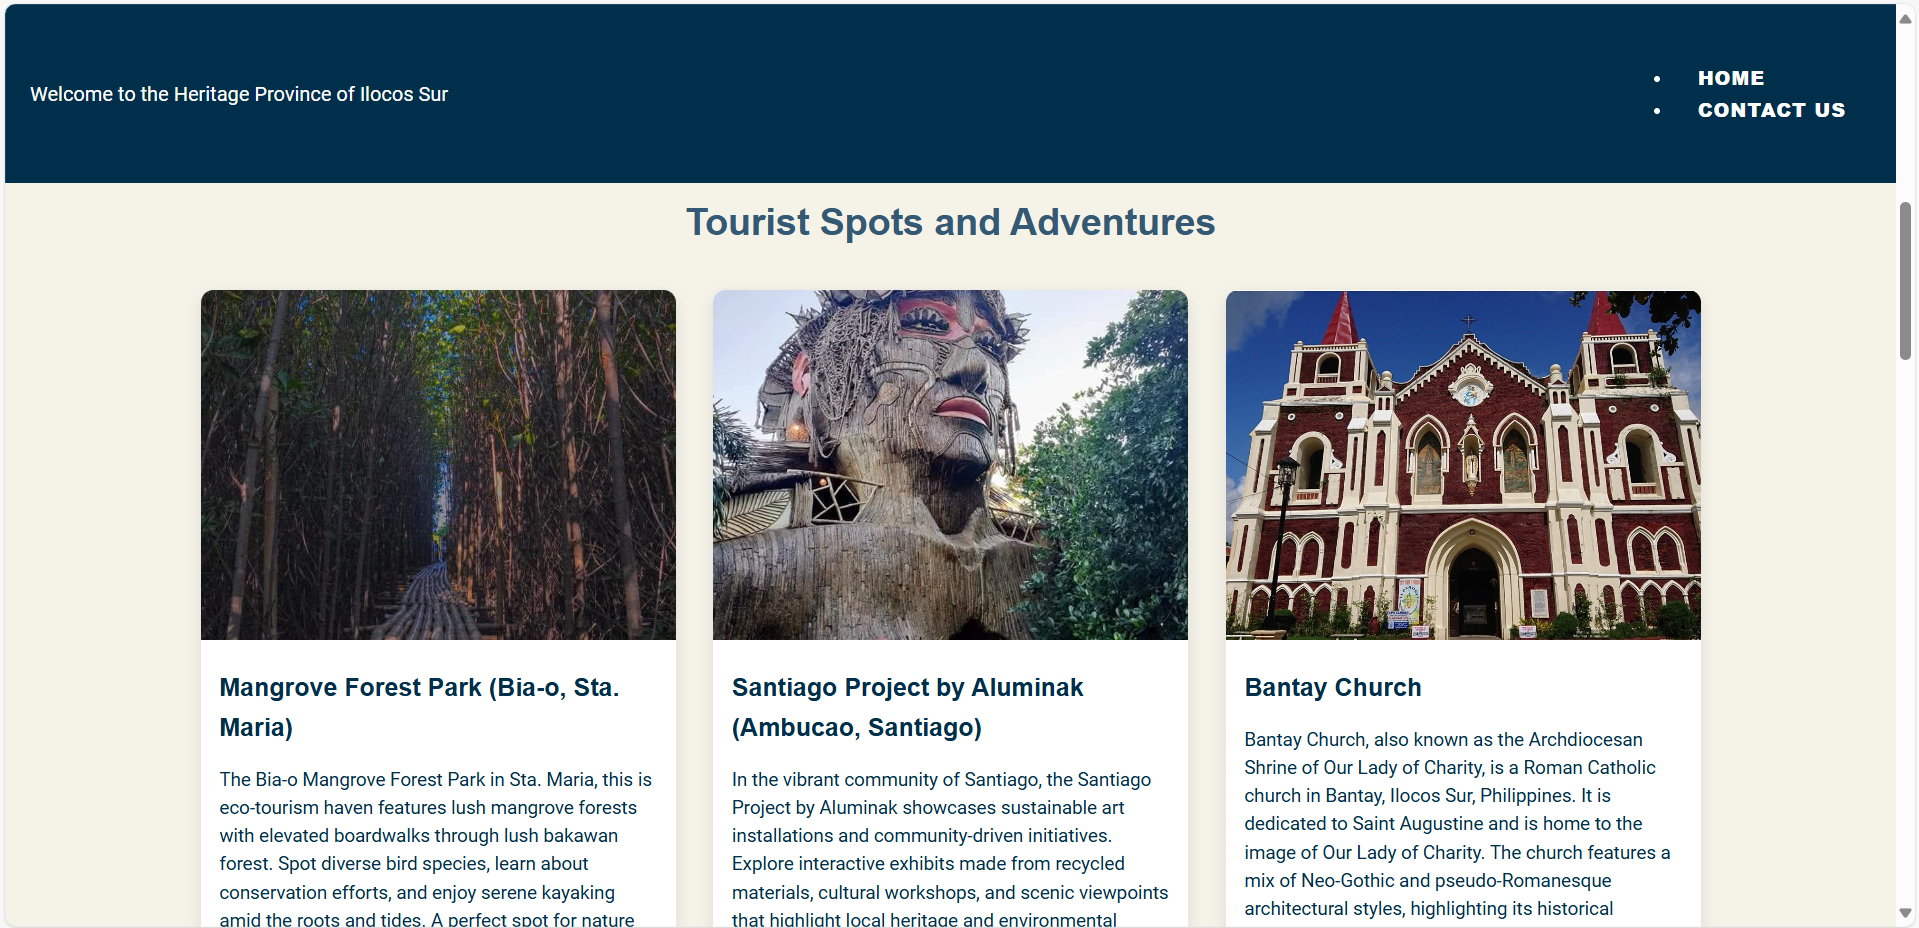 Welcome to the Heritage Province of Ilocos Sur
HOME
CONTACT US
Tourist Spots and Adventures
Mangrove Forest Park (Bia-o, Sta.
Maria)
The Bia-o Mangrove Forest Park in Sta. Maria, this is
eco-tourism haven features lush mangrove forests
with elevated boardwalks through lush bakawan
forest. Spot diverse bird species, learn about
conservation efforts, and enjoy serene kayaking
amid the roots and tides. A perfect spot for nature
Santiago Project by Aluminak
(Ambucao, Santiago)
In the vibrant community of Santiago, the Santiago
Project by Aluminak showcases sustainable art
installations and community-driven initiatives.
Explore interactive exhibits made from recycled
materials, cultural workshops, and scenic viewpoints
that highlight local heritage and environmental
Bantay Church
Bantay Church, also known as the Archdiocesan
Shrine of Our Lady of Charity, is a Roman Catholic
church in Bantay, Ilocos Sur, Philippines. It is
dedicated to Saint Augustine and is home to the
image of Our Lady of Charity. The church features a
mix of Neo-Gothic and pseudo-Romanesque
architectural styles, highlighting its historical